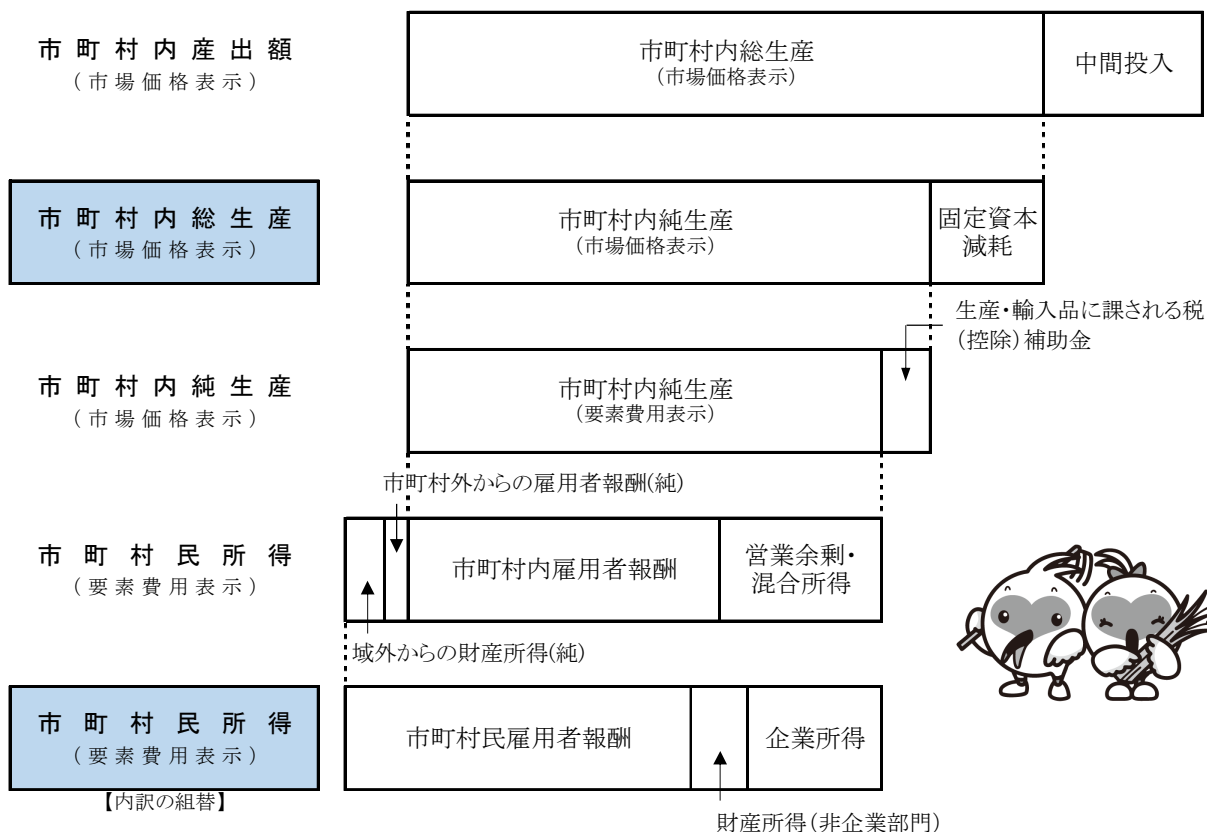 市町村内産出額
（市場価格表示）
市町村内総生産
(市場価格表示)
中間投入
市町村内総生産
（市場価格表示）
市町村内純生産
(市場価格表示)
固定資本
減耗
生産・輸入品に課される税
（控除）補助金
市町村内純生産
（市場価格表示）
市町村内純生産
(要素費用表示)
市町村外からの雇用者報酬(純)
市町村民所得
（要素費用表示）
市町村内雇用者報酬
営業余剰・
混合所得
域外からの財産所得(純)
市町村民所得
（要素費用表示）
【内訳の組替】
市町村民雇用者報酬
企業所得
財産所得（非企業部門）